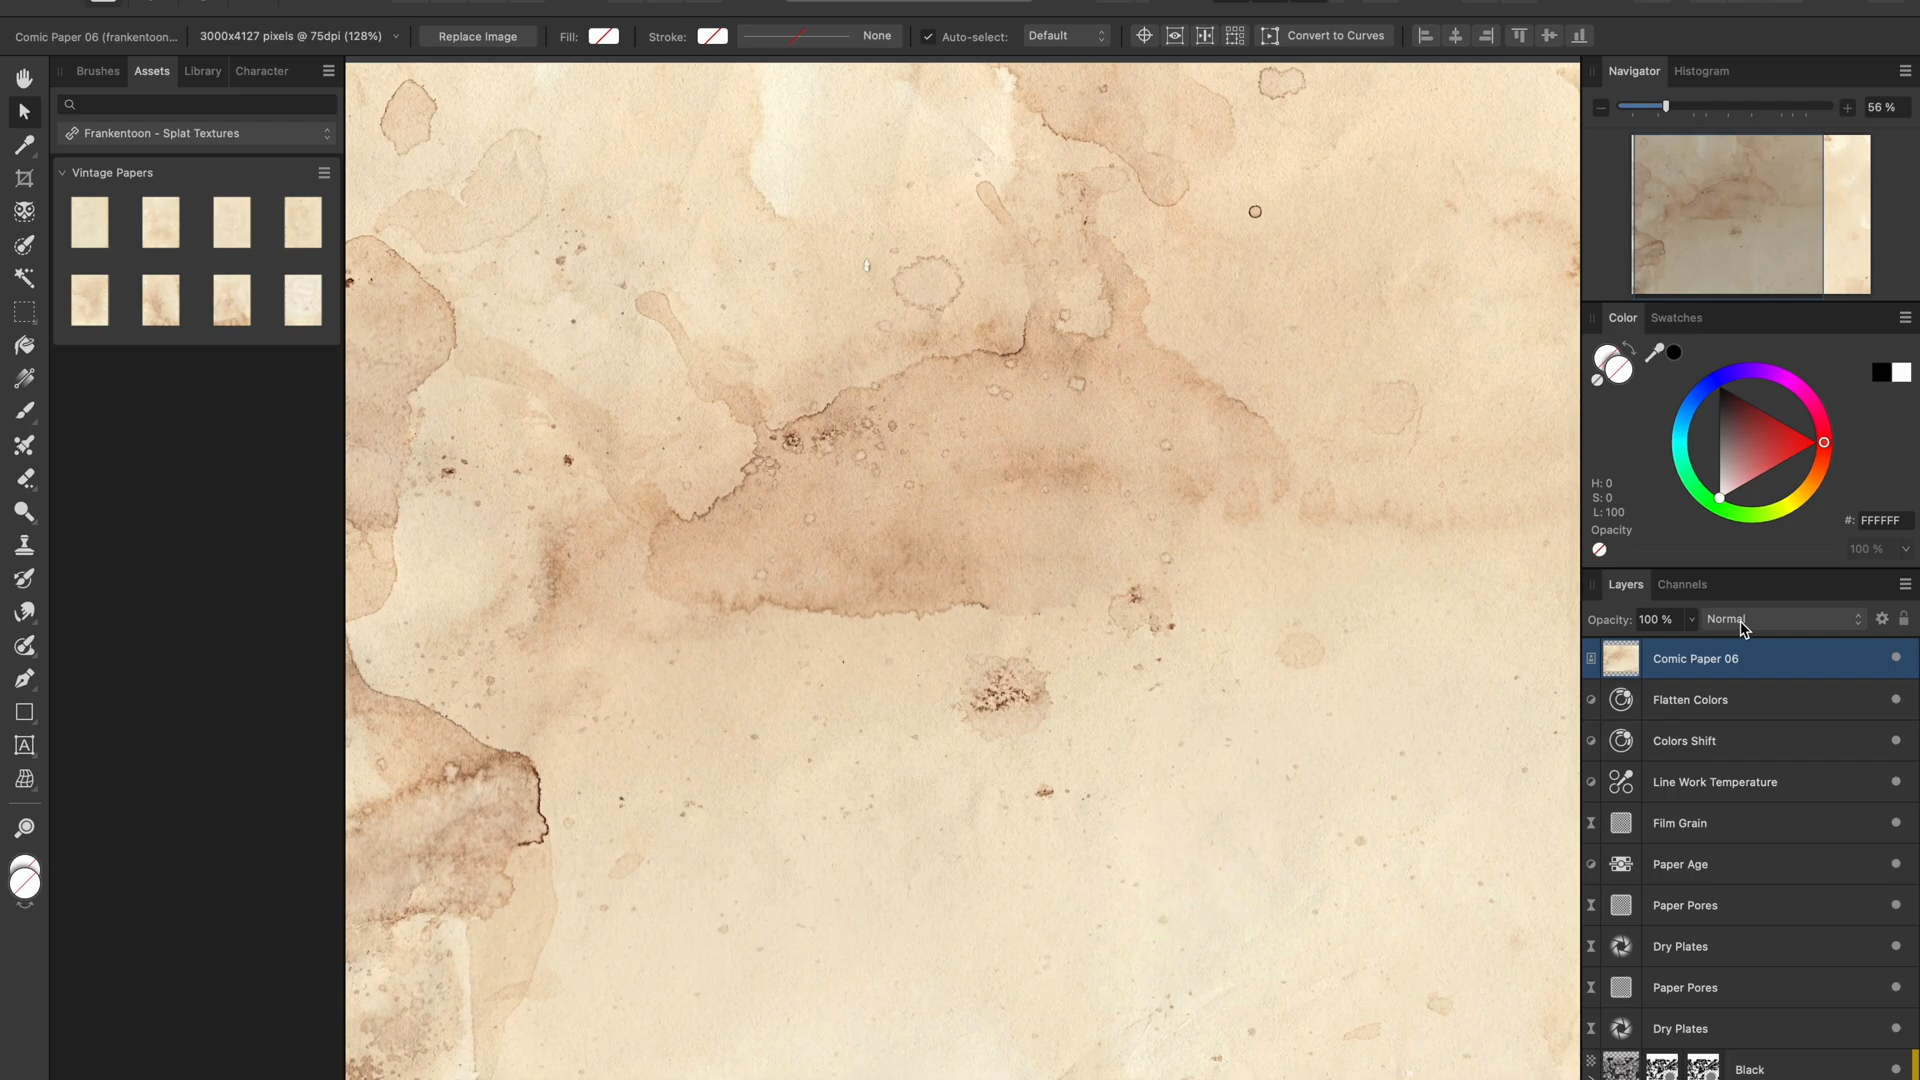 Comic Paper 06 (frankentoon... 3000x4127 pixels @ 75dpi (128%) Replace Image Fill: Stroke: None Auto-select: Default Convert to Curves
Brushes Assets Library Character
Frankentoon - Splat Textures
Vintage Papers
Navigator Histogram
56 %
Color Swatches
H: 0
S: 0
L: 100
#: FFFFFF
Opacity
100 %
Layers Channels
Opacity: 100 % Normal
Comic Paper 06
Flatten Colors
Colors Shift
Line Work Temperature
Film Grain
Paper Age
Paper Pores
Dry Plates
Paper Pores
Dry Plates
Black